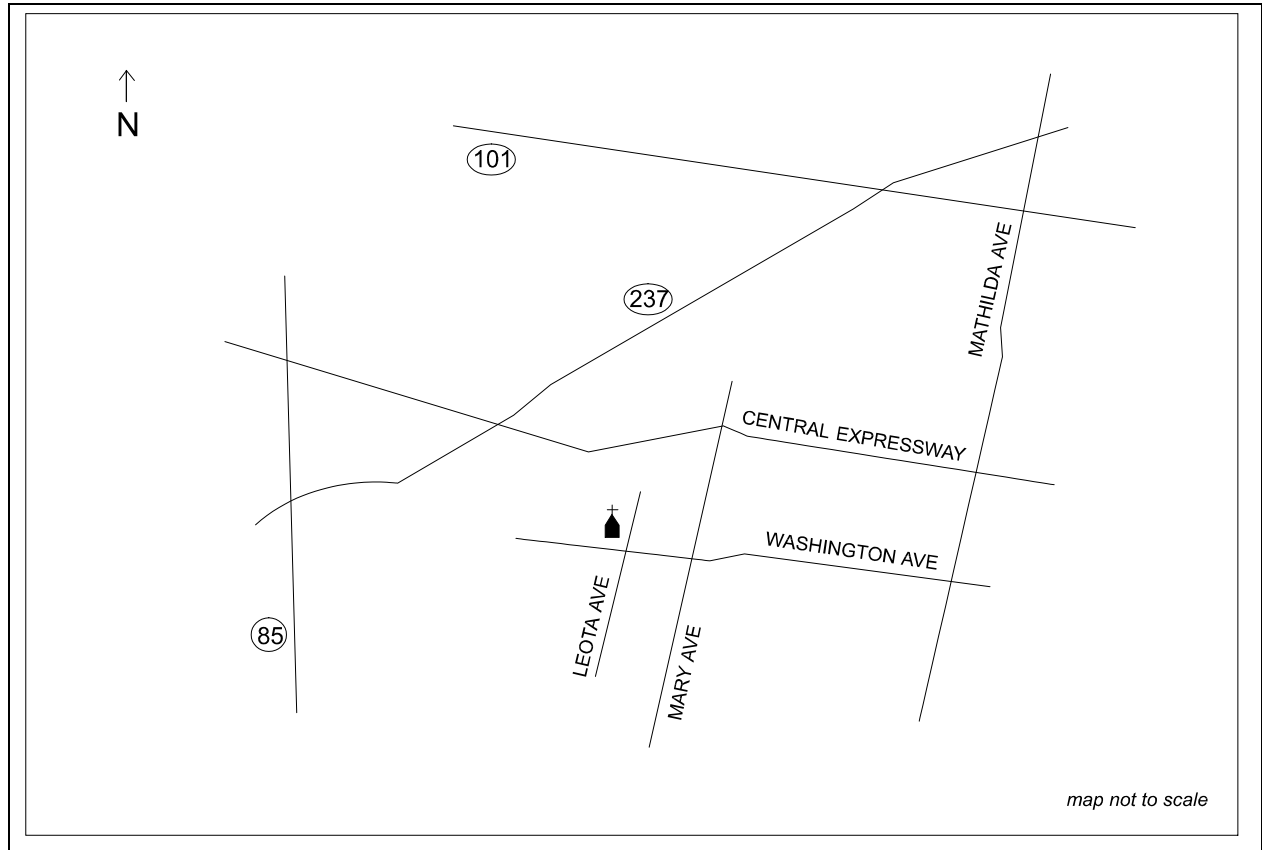 N
101
237
MATHILDA AVE
CENTRAL EXPRESSWAY
WASHINGTON AVE
LEOTA AVE
85
MARY AVE
map not to scale